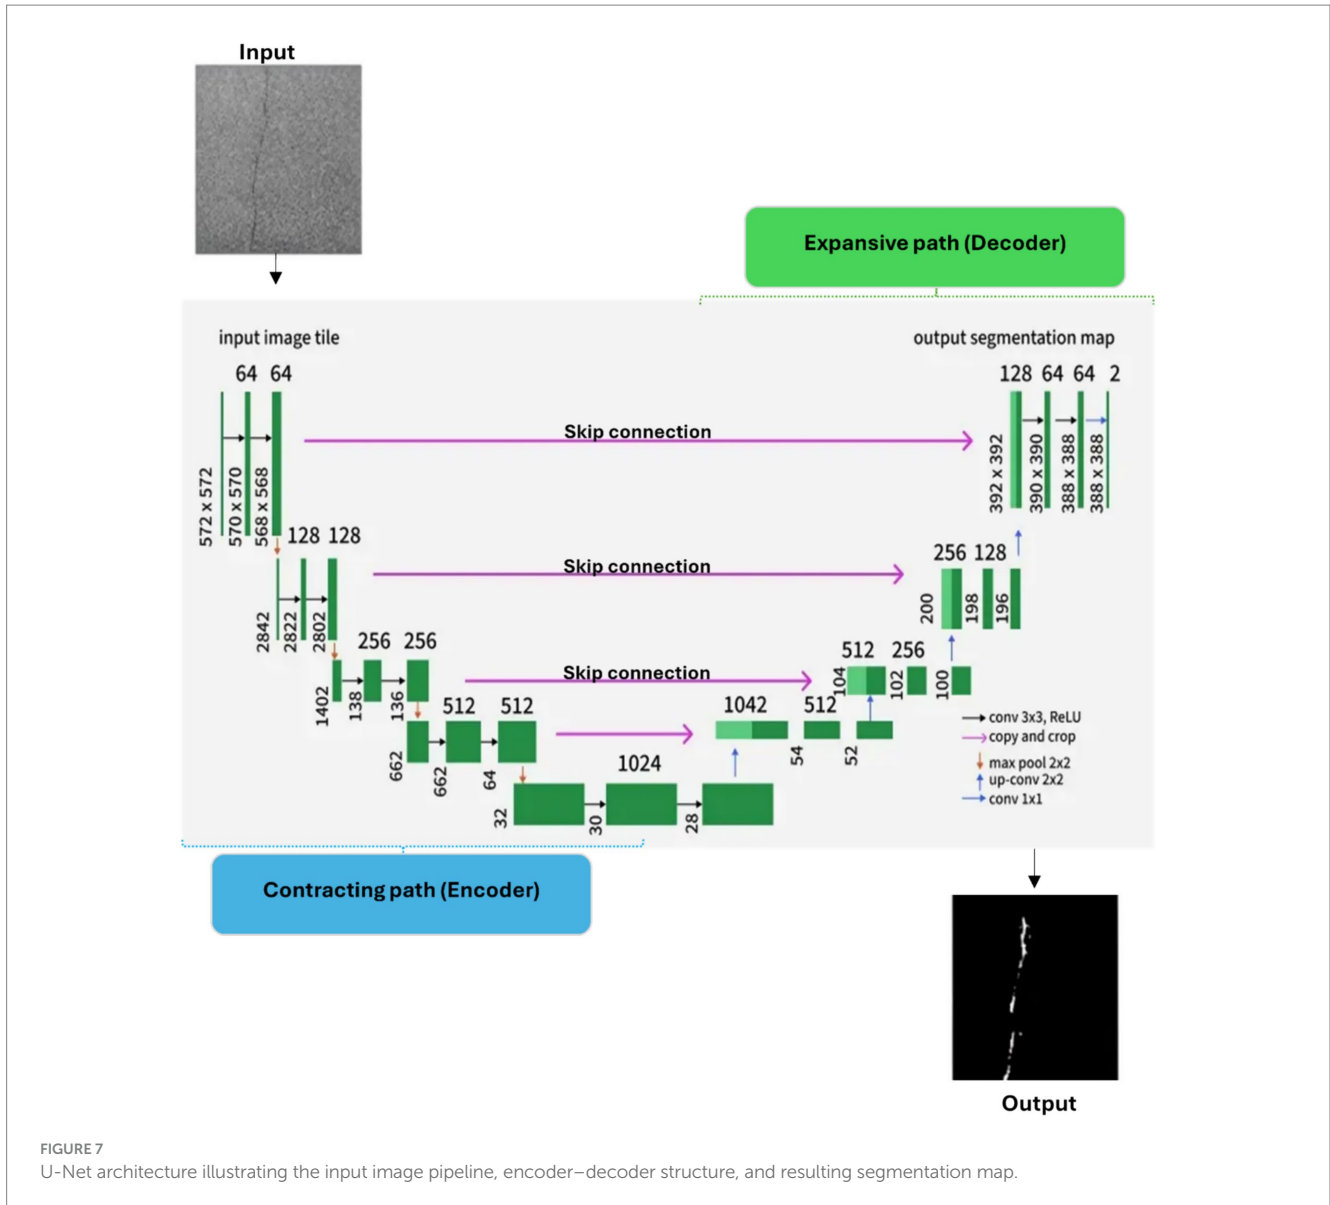 Input
Expansive path (Decoder)
input image tile
output segmentation map
64 64
128 64 64 2
Skip connection
572 x 572
570 x 570
568 x 568
392 x 392
390 x 390
388 x 388
388 x 388
128 128
Skip connection
256 128
2842
2822
2802
200
198
196
256 256
Skip connection
512 256
1402
138
136
104
102
100
512 512
1042 512
662
662
64
54
52
1024
32
30
28
conv 3x3, ReLU
copy and crop
max pool 2x2
up-conv 2x2
conv 1x1
Contracting path (Encoder)
Output
FIGURE 7
U-Net architecture illustrating the input image pipeline, encoder–decoder structure, and resulting segmentation map.